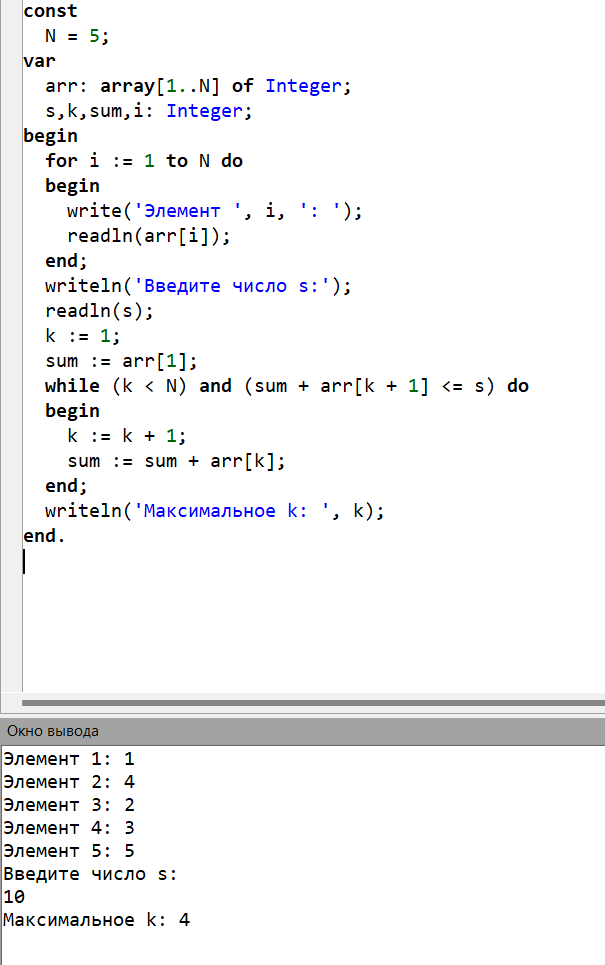 const
  N = 5;
var
  arr: array[1..N] of Integer;
  s,k,sum,i: Integer;
begin
  for i := 1 to N do
  begin
    write('Элемент ', i, ': ');
    readln(arr[i]);
  end;
  writeln('Введите число s:');
  readln(s);
  k := 1;
  sum := arr[1];
  while (k < N) and (sum + arr[k + 1] <= s) do
  begin
    k := k + 1;
    sum := sum + arr[k];
  end;
  writeln('Максимальное k: ', k);
end.
Окно вывода
Элемент 1: 1
Элемент 2: 4
Элемент 3: 2
Элемент 4: 3
Элемент 5: 5
Введите число s:
10
Максимальное k: 4